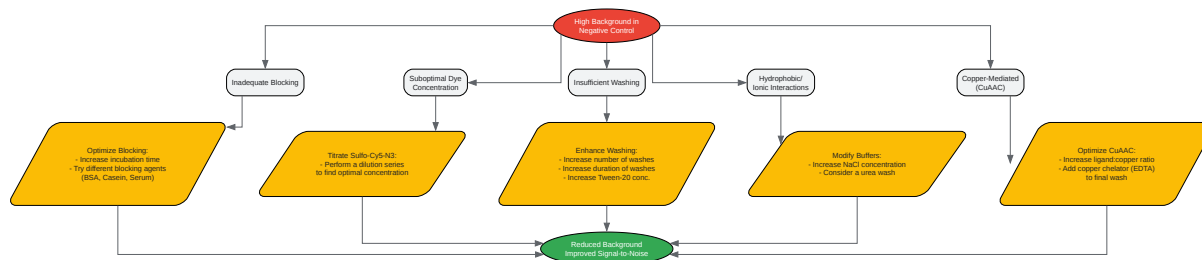 High Background in
Negative Control
Inadequate Blocking
Suboptimal Dye
Concentration
Insufficient Washing
Hydrophobic/
Ionic Interactions
Copper-Mediated
(CuAAC)
Optimize Blocking:
- Increase incubation time
- Try different blocking agents
(BSA, Casein, Serum)
Titrate Sulfo-Cy5-N3:
- Perform a dilution series
to find optimal concentration
Enhance Washing:
- Increase number of washes
- Increase duration of washes
- Increase Tween-20 conc.
Modify Buffers:
- Increase NaCl concentration
- Consider a urea wash
Optimize CuAAC:
- Increase ligand:copper ratio
- Add copper chelator (EDTA)
to final wash
Reduced Background
Improved Signal-to-Noise